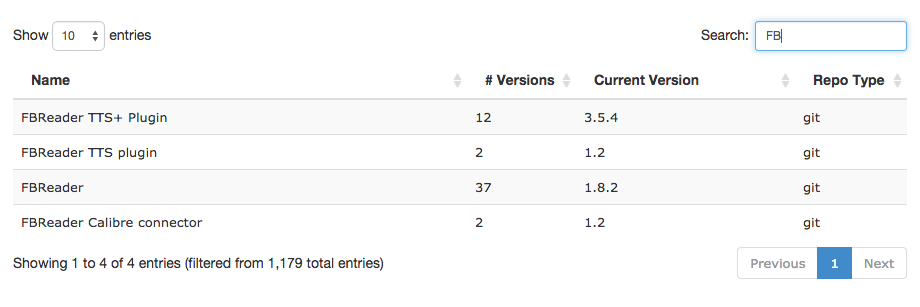 Show 10 entries Search: FB
Name # Versions Current Version Repo Type
FBReader TTS+ Plugin 12 3.5.4 git
FBReader TTS plugin 2 1.2 git
FBReader 37 1.8.2 git
FBReader Calibre connector 2 1.2 git
Showing 1 to 4 of 4 entries (filtered from 1,179 total entries) Previous 1 Next